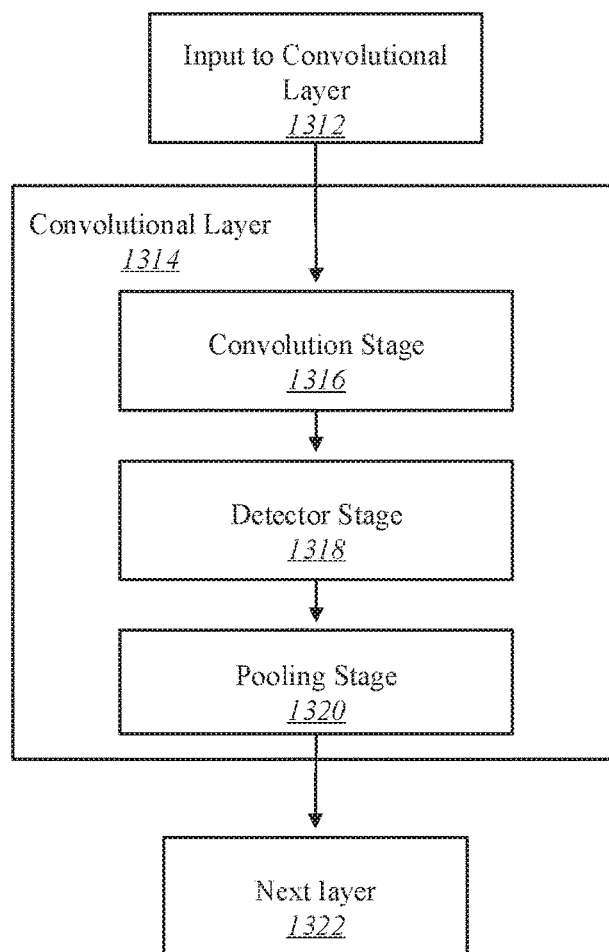 Input to Convolutional
Layer
1312
Convolutional Layer
1314
Convolution Stage
1316
Detector Stage
1318
Pooling Stage
1320
Next layer
1322